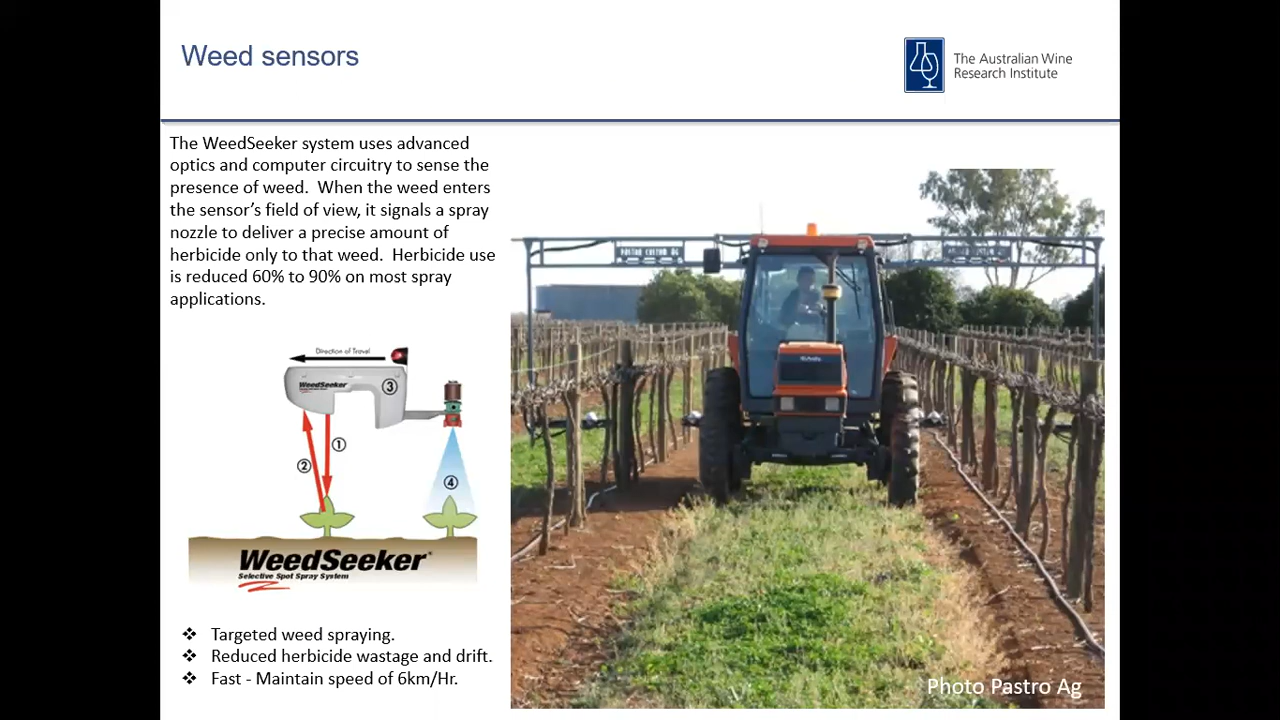 Weed sensors
The Australian Wine
Research Institute
The WeedSeeker system uses advanced
optics and computer circuitry to sense the
presence of weed.  When the weed enters
the sensor’s field of view, it signals a spray
nozzle to deliver a precise amount of
herbicide only to that weed.  Herbicide use
is reduced 60% to 90% on most spray
applications.
Direction of Travel
WeedSeeker
③
①
②
④
WeedSeeker®
Selective Spot Spray System
❖ Targeted weed spraying.
❖ Reduced herbicide wastage and drift.
❖ Fast - Maintain speed of 6km/Hr.
Kubota
Photo Pastro Ag